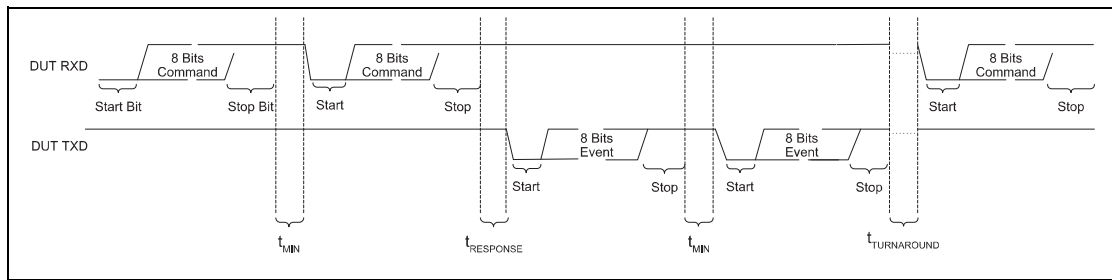 DUT RXD
8 Bits
Command
8 Bits
Command
8 Bits
Command
Start Bit
Stop Bit
Start
Stop
Start
Stop
DUT TXD
8 Bits
Event
8 Bits
Event
Start
Stop
Start
Stop
tMIN
tRESPONSE
tMIN
tTURNAROUND